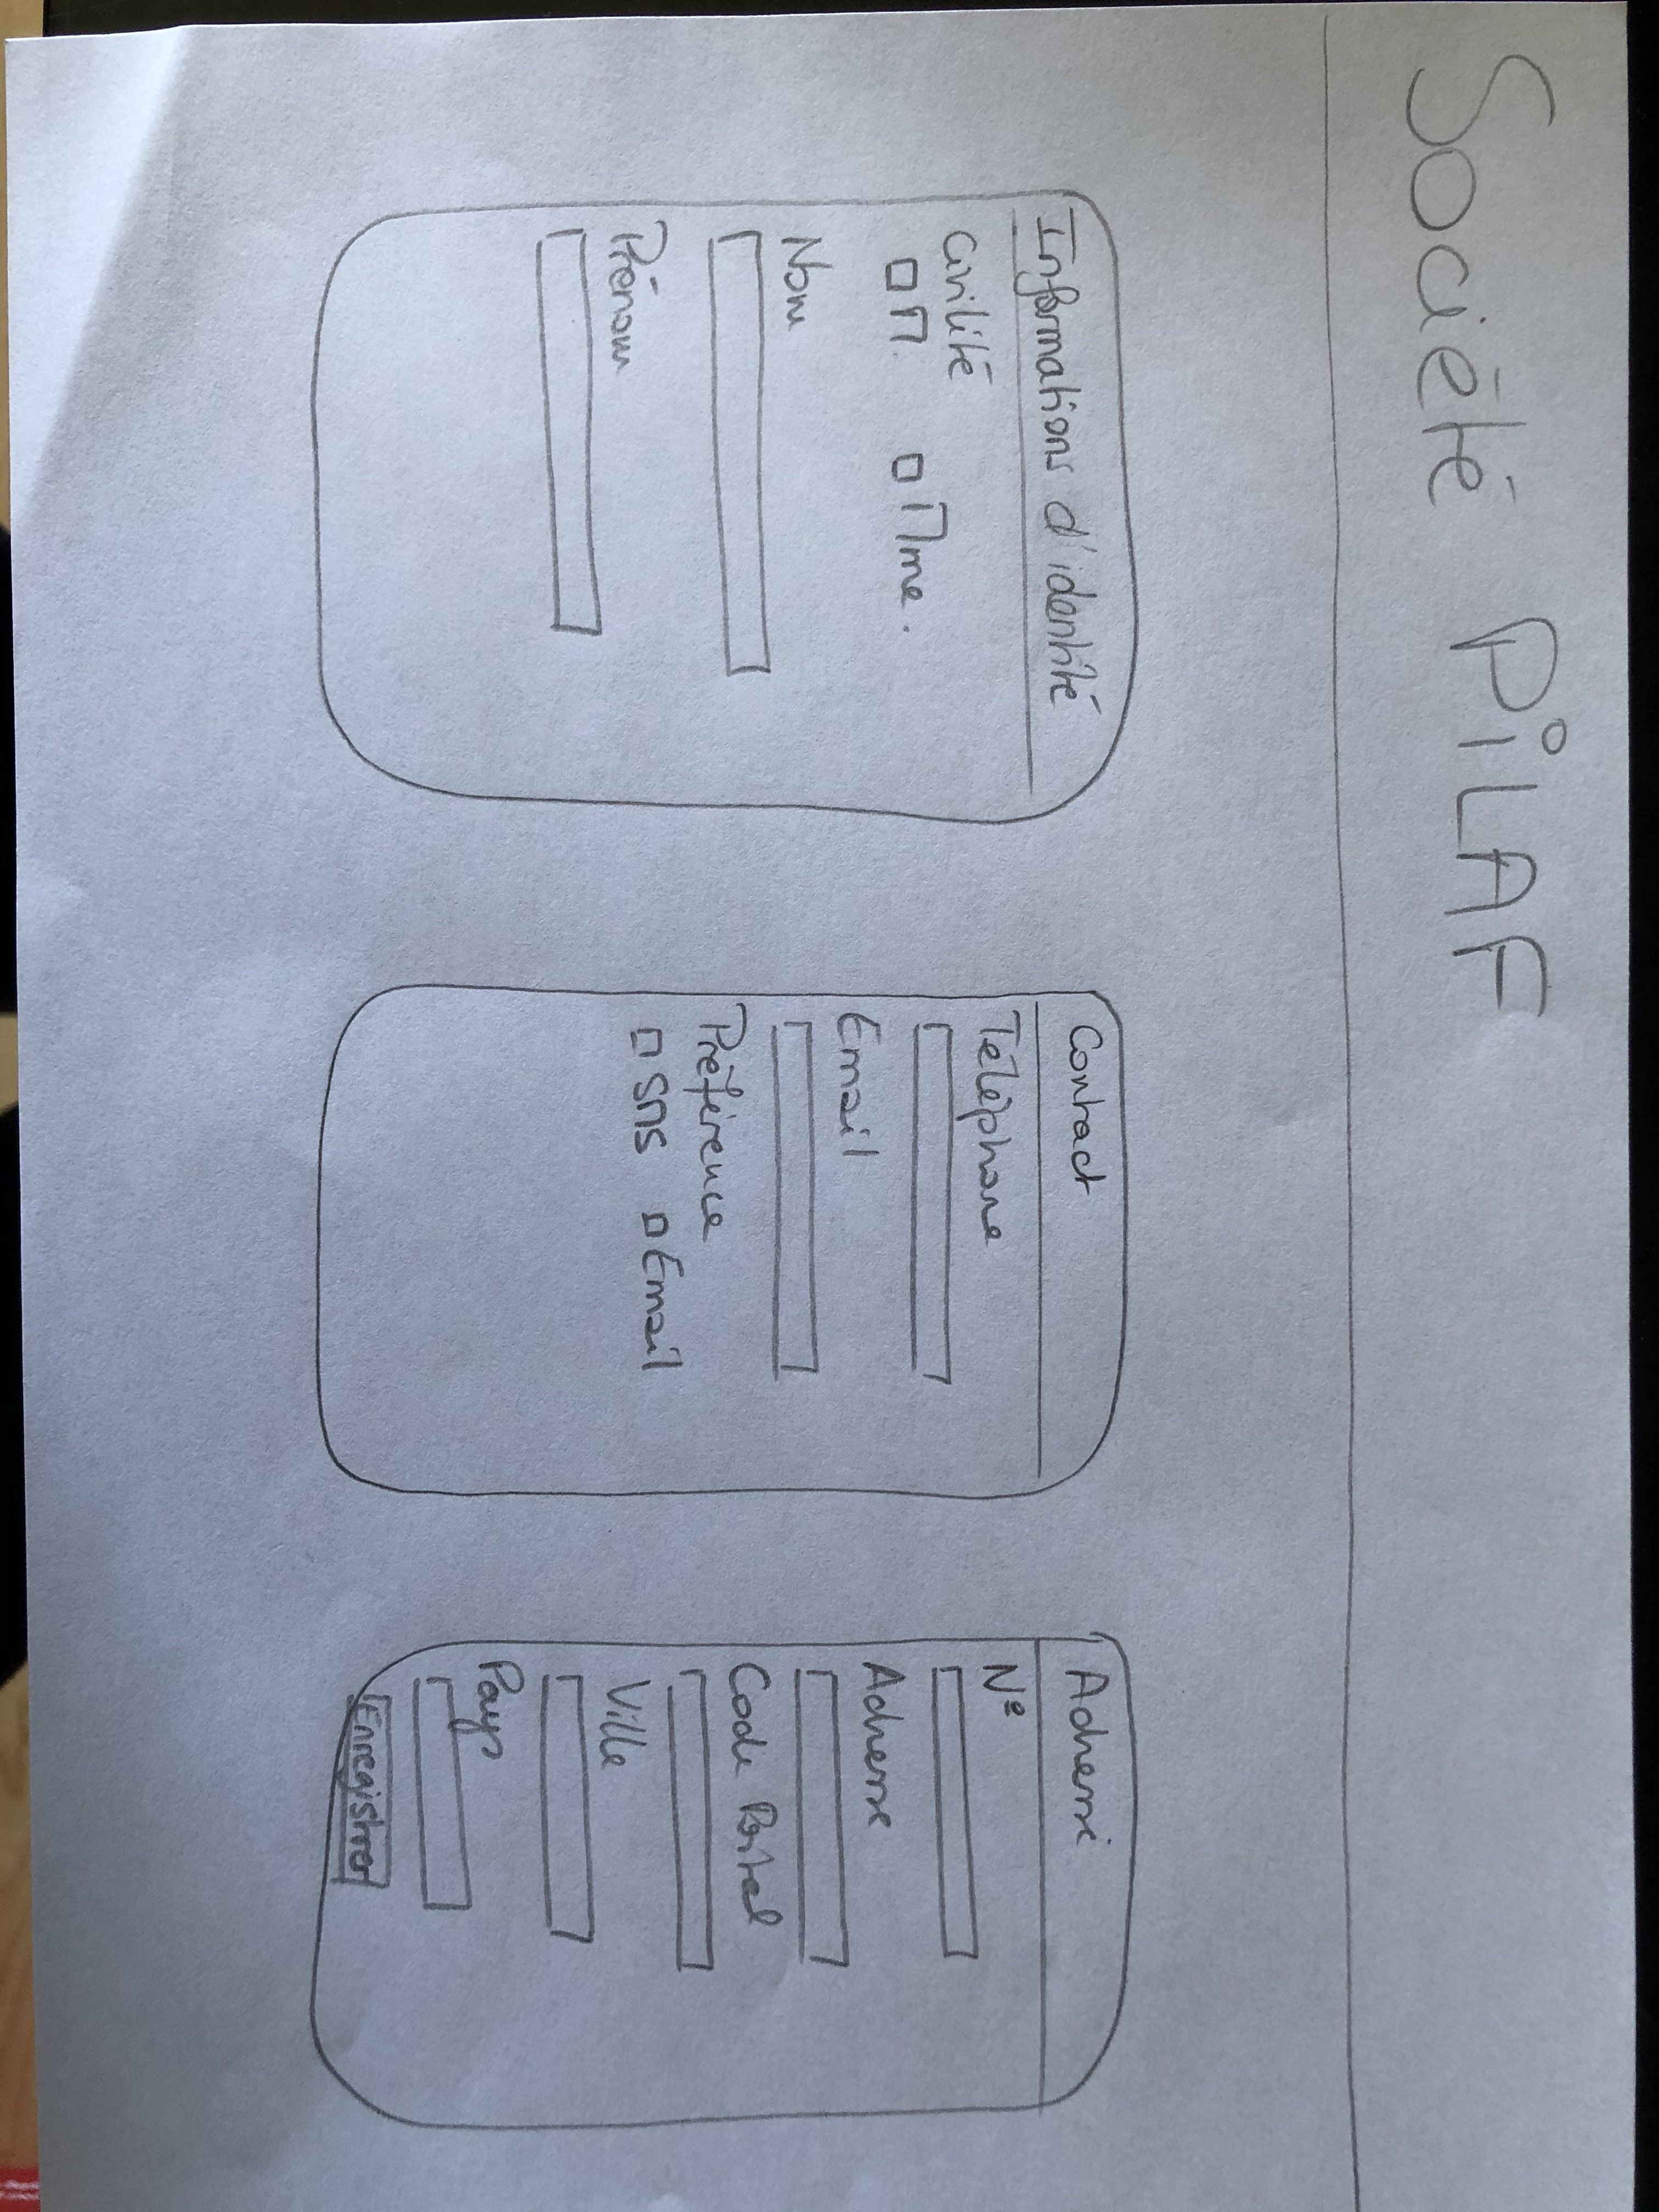 Société PiLAF
Informations d'identité
Civilité
M. Mme.
Nom
Prénom
Contact
Téléphone
Email
Préférence
SMS Email
Adresse
N°
Adresse
Code Postal
Ville
Pays
Enregistrer